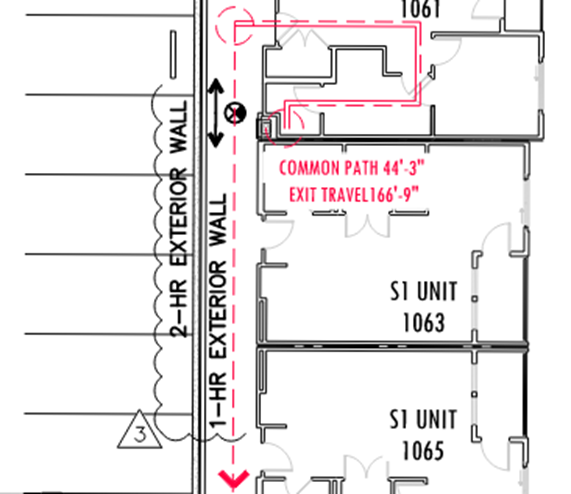 1061
2-HR EXTERIOR WALL
1-HR EXTERIOR WALL
COMMON PATH 44'-3"
EXIT TRAVEL166'-9"
S1 UNIT
1063
S1 UNIT
1065
3